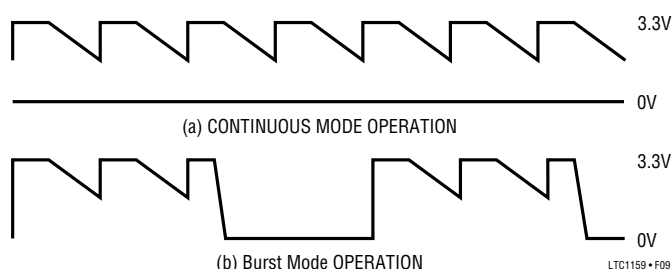 3.3V
0V
(a) CONTINUOUS MODE OPERATION
3.3V
0V
(b) Burst Mode OPERATION
LTC1159 • F09